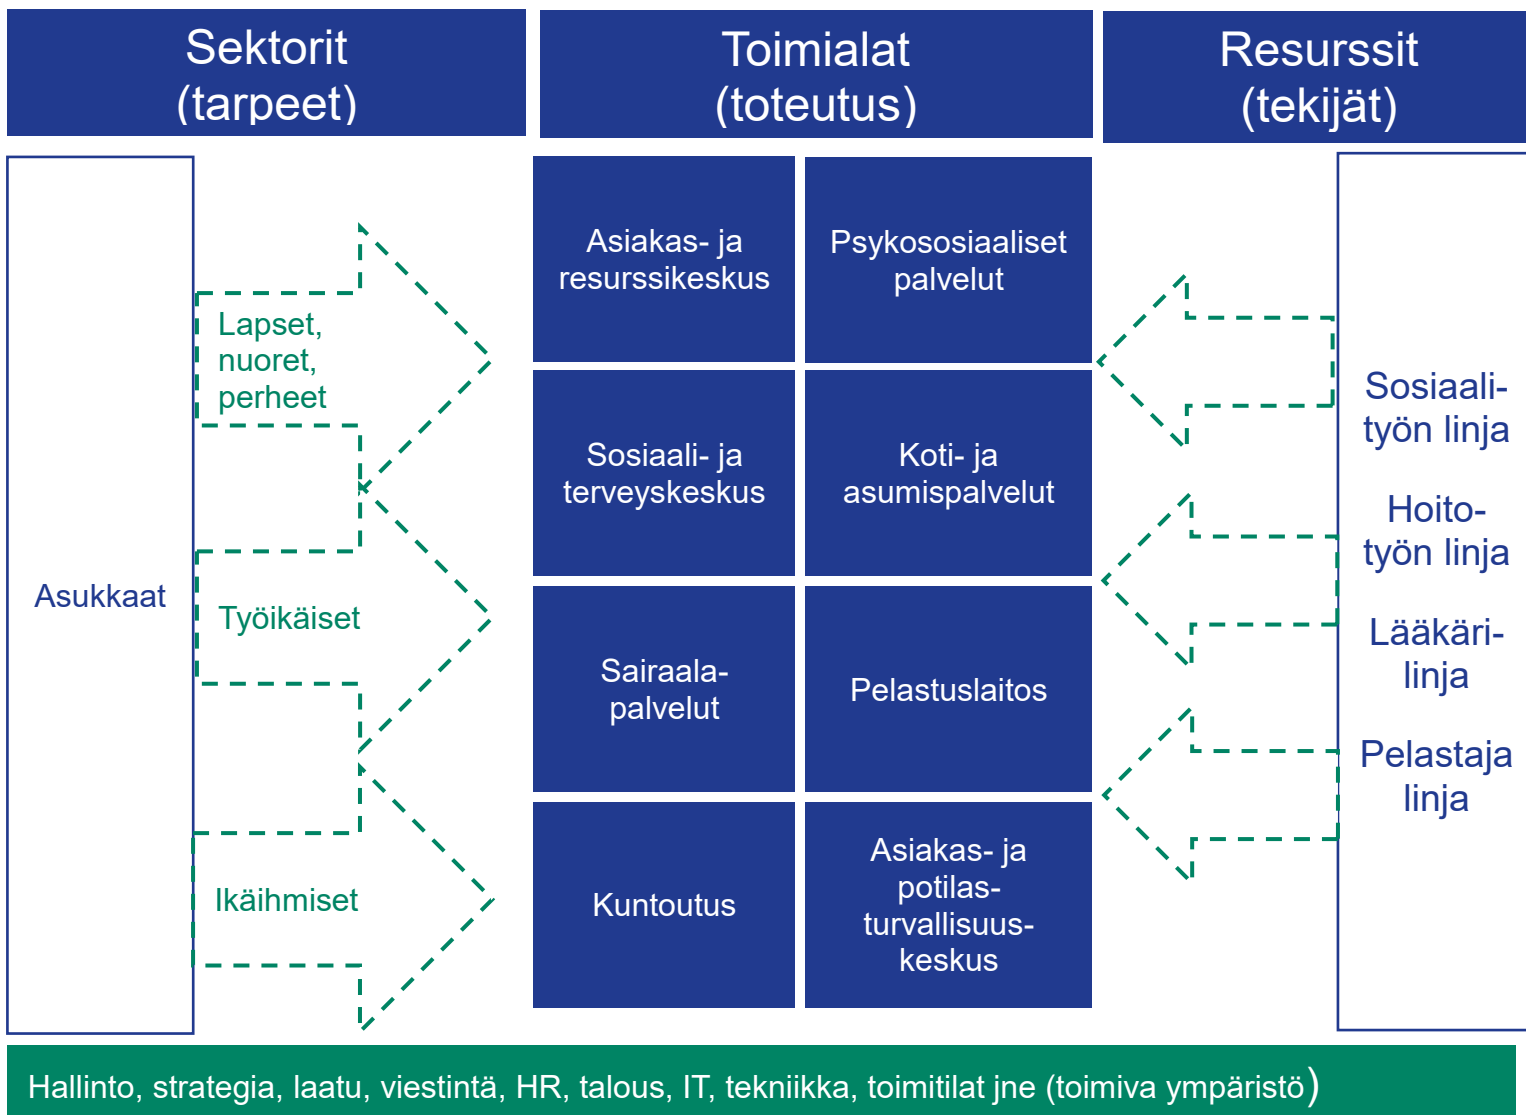 Sektorit
(tarpeet)
Toimialat
(toteutus)
Resurssit
(tekijät)
Asukkaat
Lapset,
nuoret,
perheet
Työikäiset
Ikäihmiset
Asiakas- ja
resurssikeskus
Psykososiaaliset
palvelut
Sosiaali- ja
terveyskeskus
Koti- ja
asumispalvelut
Sairaala-
palvelut
Pelastuslaitos
Kuntoutus
Asiakas- ja
potilas-
turvallisuus-
keskus
Sosiaali-
työn linja
Hoito-
työn linja
Lääkäri-
linja
Pelastaja
linja
Hallinto, strategia, laatu, viestintä, HR, talous, IT, tekniikka, toimitilat jne (toimiva ympäristö)